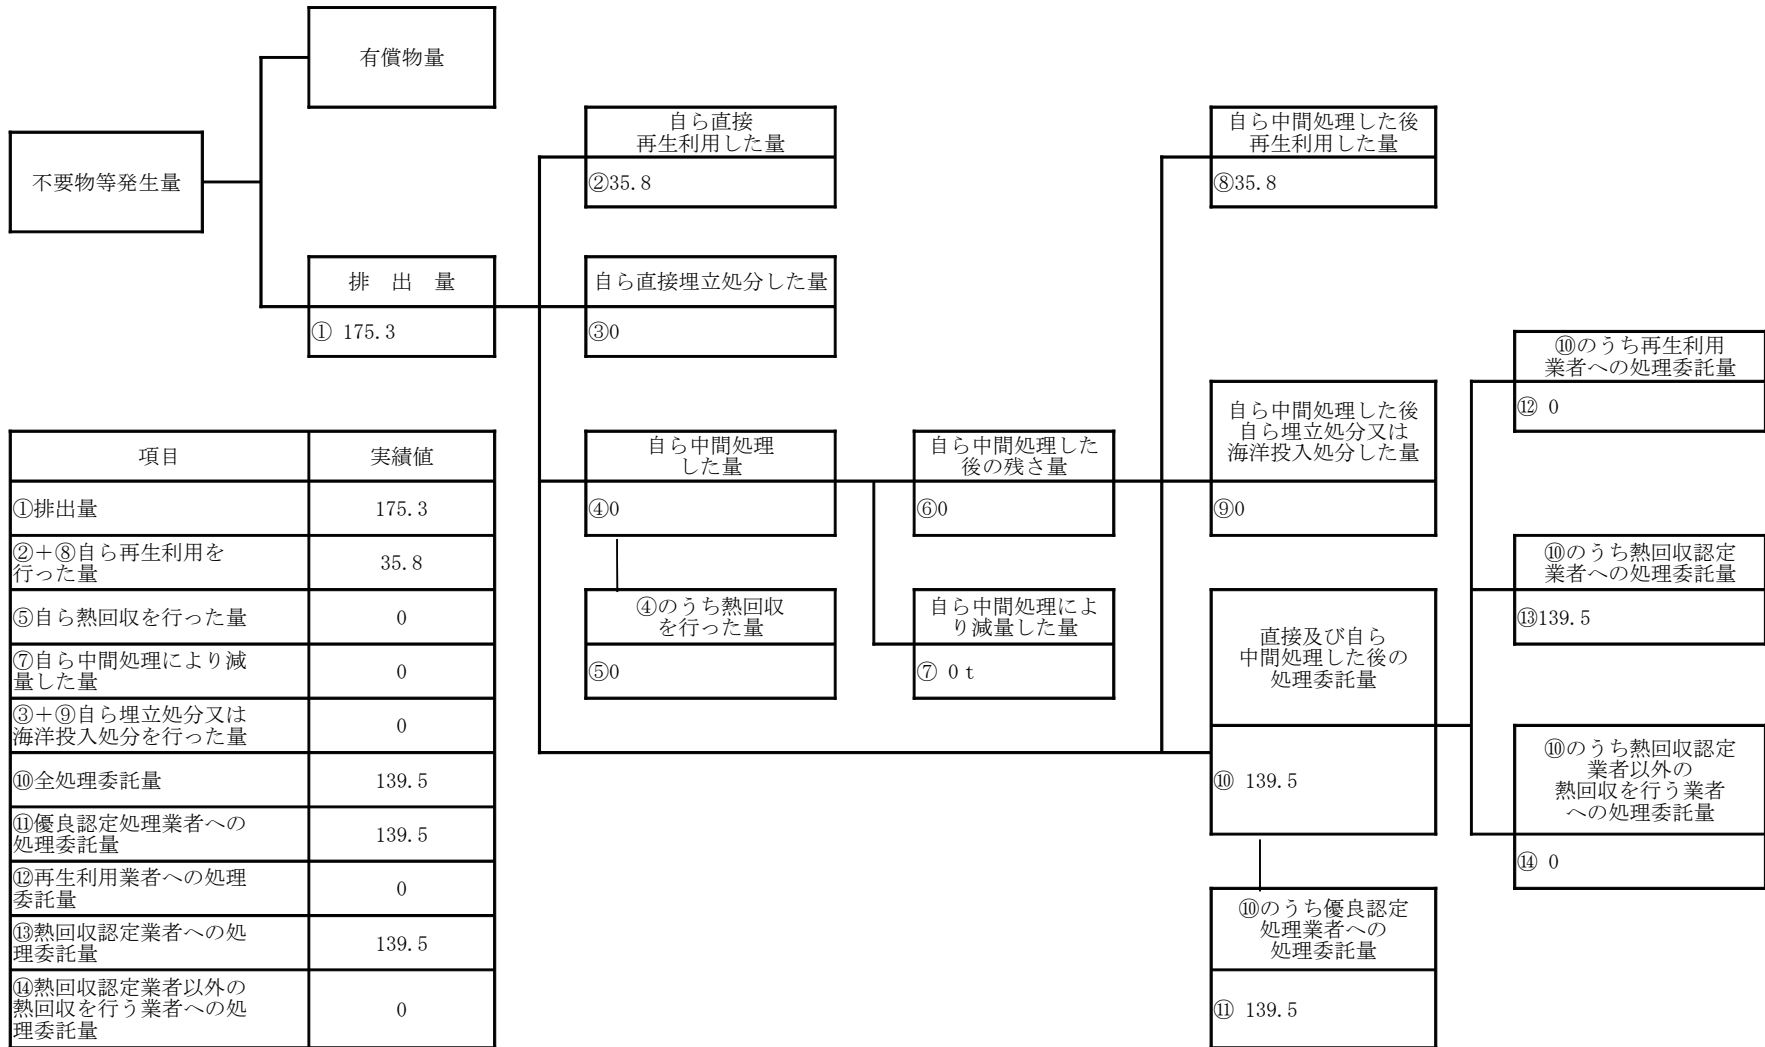 有償物量
不要物等発生量
排　出　量
① 175.3
自ら直接
再生利用した量
②35.8
自ら直接埋立処分した量
③0
自ら中間処理
した量
④0
④のうち熱回収
を行った量
⑤0
自ら中間処理した
後の残さ量
⑥0
自ら中間処理によ
り減量した量
⑦ 0 t
自ら中間処理した後
再生利用した量
⑧35.8
自ら中間処理した後
自ら埋立処分又は
海洋投入処分した量
⑨0
直接及び自ら
中間処理した後の
処理委託量
⑩ 139.5
⑩のうち優良認定
処理業者への
処理委託量
⑪ 139.5
⑩のうち再生利用
業者への処理委託量
⑫ 0
⑩のうち熱回収認定
業者への処理委託量
⑬139.5
⑩のうち熱回収認定
業者以外の
熱回収を行う業者
への処理委託量
⑭ 0
項目 実績値
①排出量 175.3
②＋⑧自ら再生利用を
行った量 35.8
⑤自ら熱回収を行った量 0
⑦自ら中間処理により減
量した量 0
③＋⑨自ら埋立処分又は
海洋投入処分を行った量 0
⑩全処理委託量 139.5
⑪優良認定処理業者への
処理委託量 139.5
⑫再生利用業者への処理
委託量 0
⑬熱回収認定業者への処
理委託量 139.5
⑭熱回収認定業者以外の
熱回収を行う業者への処
理委託量 0